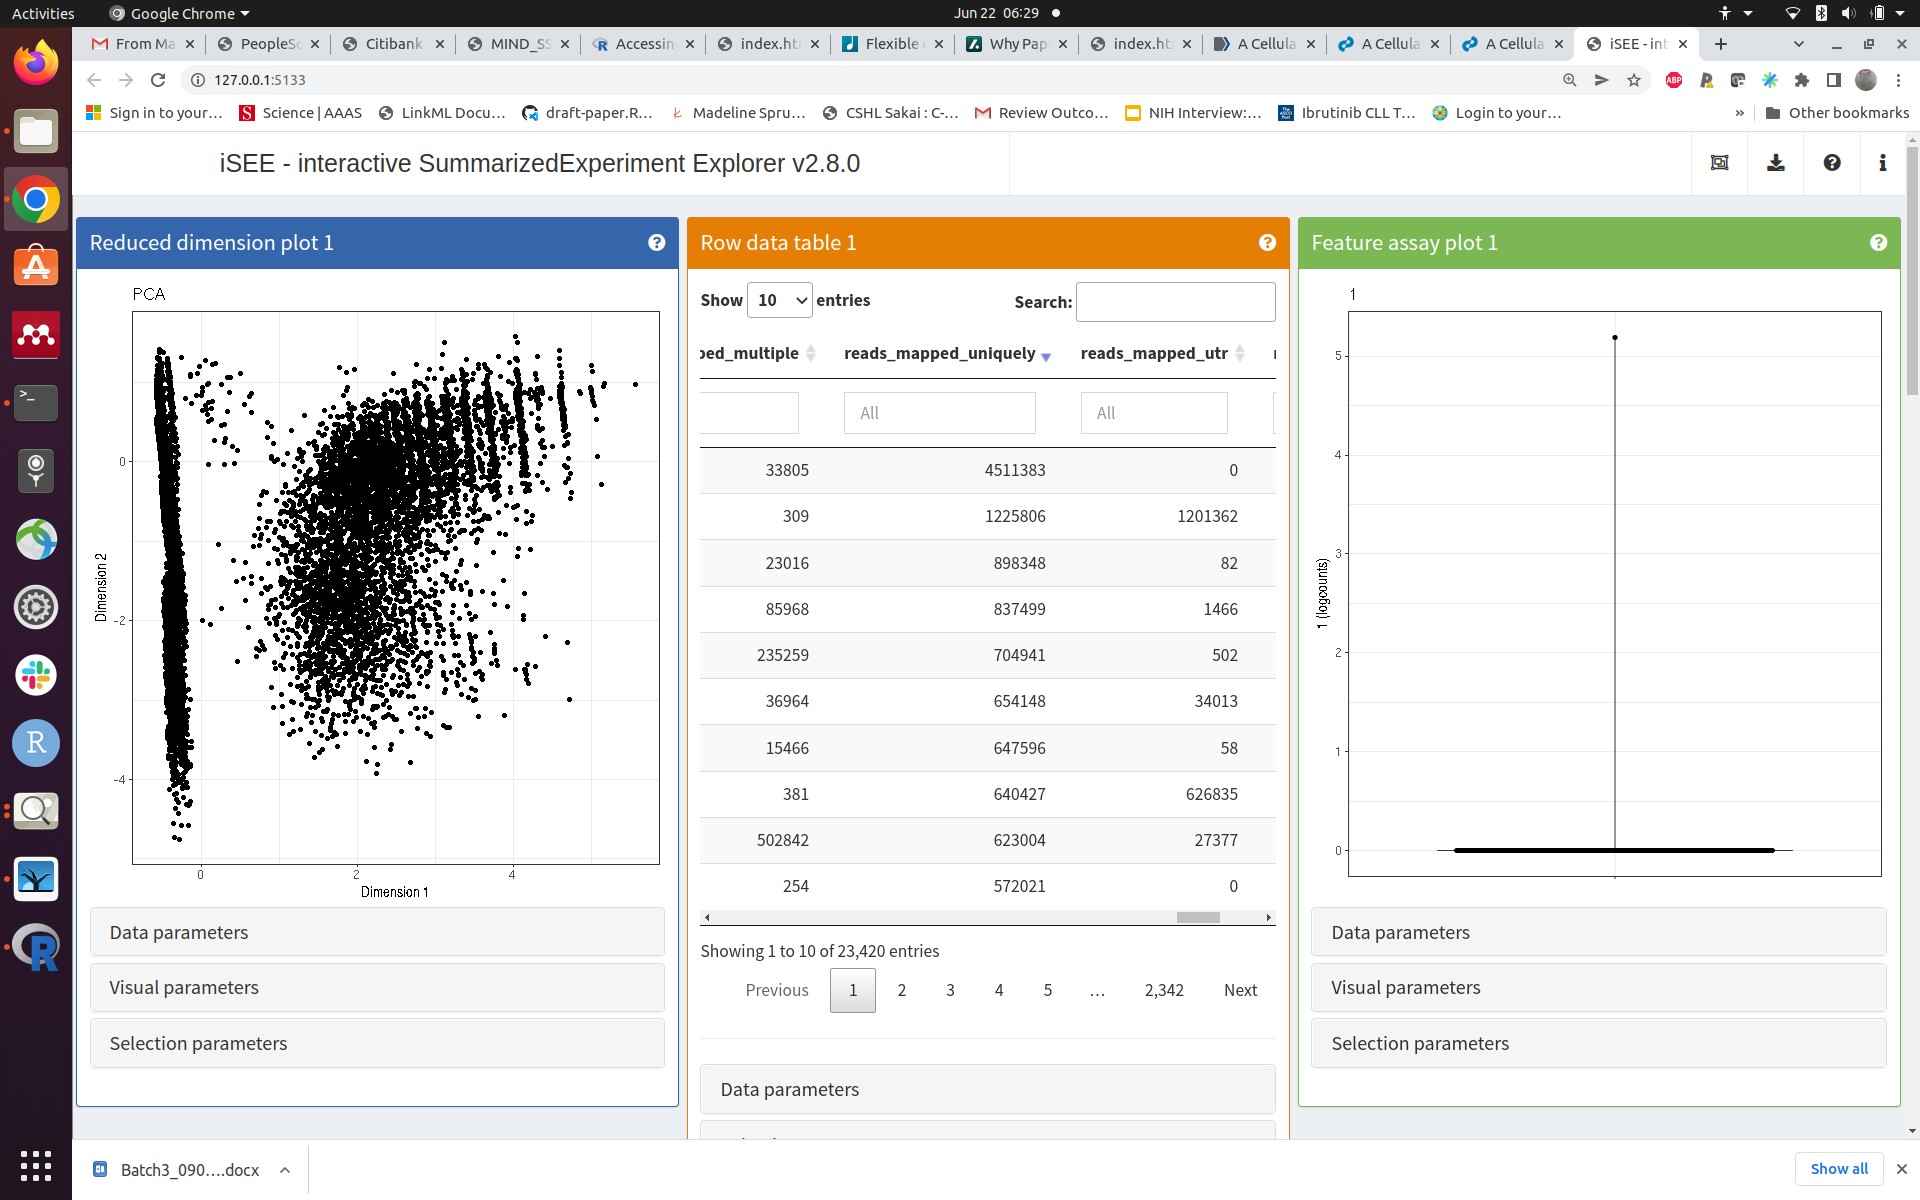 Activities
Google Chrome
Jun 22 06:29
From Ma
PeopleSo
Citibank
MIND_SS
Accessin
index.ht
Flexible
Why Pap
index.ht
A Cellula
A Cellula
A Cellula
iSEE - int
127.0.0.1:5133
ABP
Sign in to your…
Science | AAAS
LinkML Docu…
draft-paper.R…
Madeline Spru…
CSHL Sakai : C-…
Review Outco…
NIH Interview:…
Ibrutinib CLL T…
Login to your…
»
Other bookmarks
iSEE - interactive SummarizedExperiment Explorer v2.8.0
Reduced dimension plot 1
PCA
0
-2
-4
Dimension 2
0 2 4
Dimension 1
Data parameters
Visual parameters
Selection parameters
Row data table 1
Show 10 entries
Search:
ped_multiple reads_mapped_uniquely reads_mapped_utr
All All
33805 4511383 0
309 1225806 1201362
23016 898348 82
85968 837499 1466
235259 704941 502
36964 654148 34013
15466 647596 58
381 640427 626835
502842 623004 27377
254 572021 0
Showing 1 to 10 of 23,420 entries
Previous 1 2 3 4 5 … 2,342 Next
Data parameters
Feature assay plot 1
1
5
4
3
2
1
0
1 (logcounts)
Data parameters
Visual parameters
Selection parameters
Batch3_090....docx
Show all